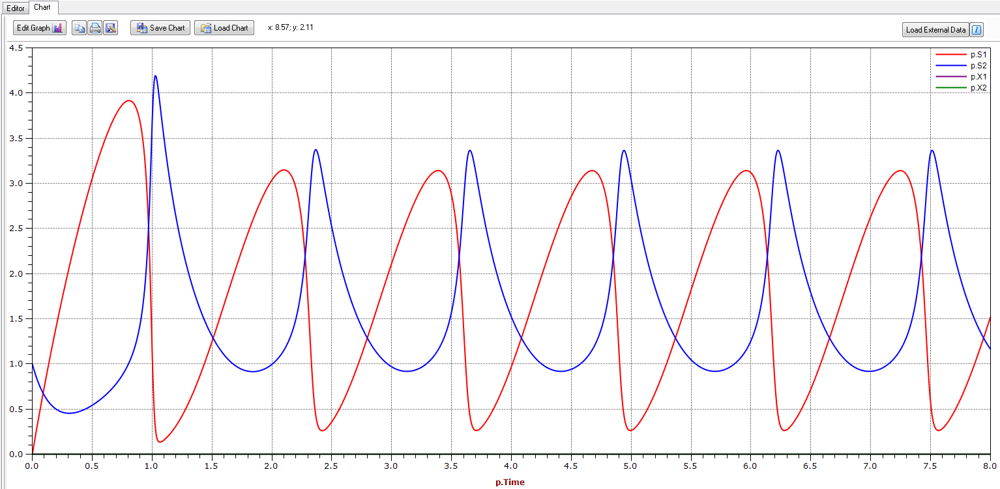 Editor Chart
Edit Graph Save Chart Load Chart x: 8.57; y: 2.11 Load External Data i
4.5
p.S1
p.S2
p.X1
p.X2
4.0
3.5
3.0
2.5
2.0
1.5
1.0
0.5
0.0
0.0 0.5 1.0 1.5 2.0 2.5 3.0 3.5 4.0 4.5 5.0 5.5 6.0 6.5 7.0 7.5 8.0
p.Time